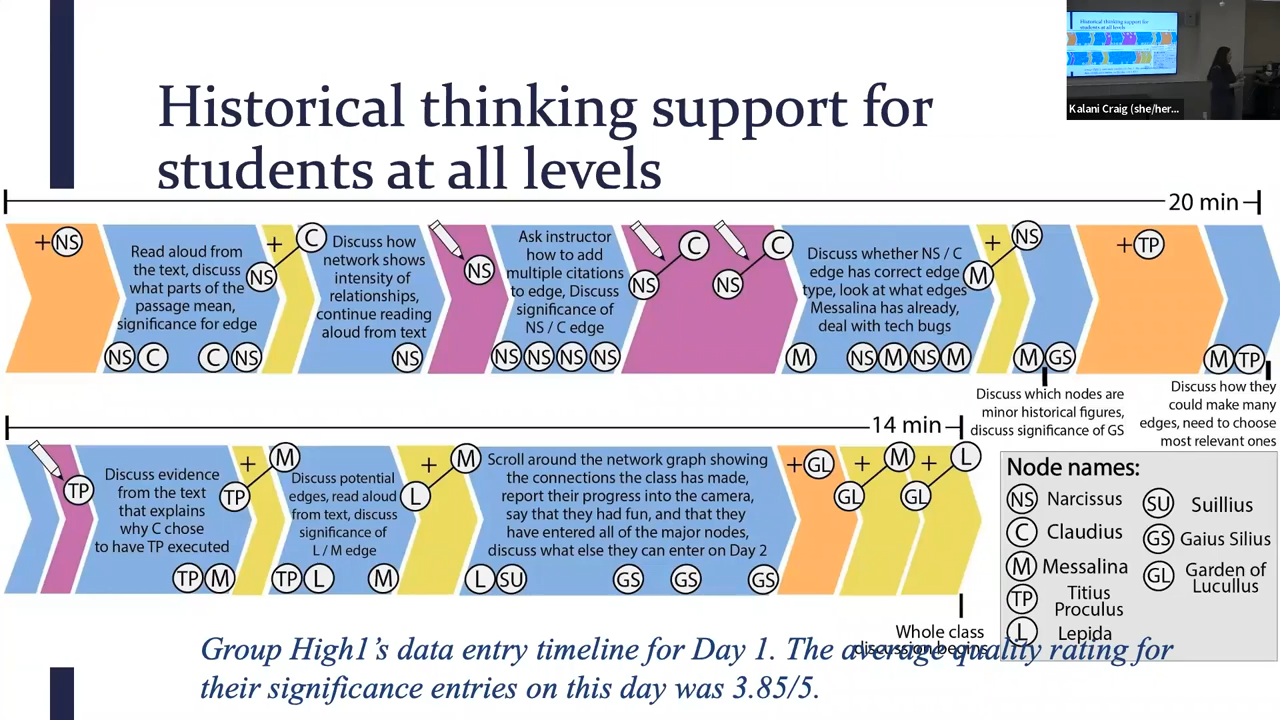 Historical thinking support for
students at all levels
Kalani Craig (she/her...
20 min
+ NS
Read aloud from
the text, discuss
what parts of the
passage mean,
significance for edge
NS C C NS
+ C
NS
Discuss how
network shows
intensity of
relationships,
continue reading
aloud from text
NS
NS
Ask instructor
how to add
multiple citations
to edge, Discuss
significance of
NS / C edge
NS NS NS NS
C
NS
C
NS
Discuss whether NS / C
edge has correct edge
type, look at what edges
Messalina has already,
deal with tech bugs
M NS M NS M
+ NS
M
M GS
Discuss which nodes are
minor historical figures,
discuss significance of GS
+ TP
M TP
Discuss how they
could make many
edges, need to choose
most relevant ones
14 min
TP
Discuss evidence
from the text
that explains
why C chose
to have TP executed
TP M
+ M
TP
Discuss potential
edges, read aloud
from text, discuss
significance of
L / M edge
TP L M
+ M
L
Scroll around the network graph showing
the connections the class has made,
report their progress into the camera,
say that they had fun, and that they
have entered all of the major nodes,
discuss what else they can enter on Day 2
L SU GS GS GS
+ GL
+ M
GL
+ L
GL
Whole class
discussion begins
Node names:
NS Narcissus
C Claudius
M Messalina
TP Titius
Proculus
L Lepida
SU Suillius
GS Gaius Silius
GL Garden of
Lucullus
Group High1's data entry timeline for Day 1. The average quality rating for
their significance entries on this day was 3.85/5.